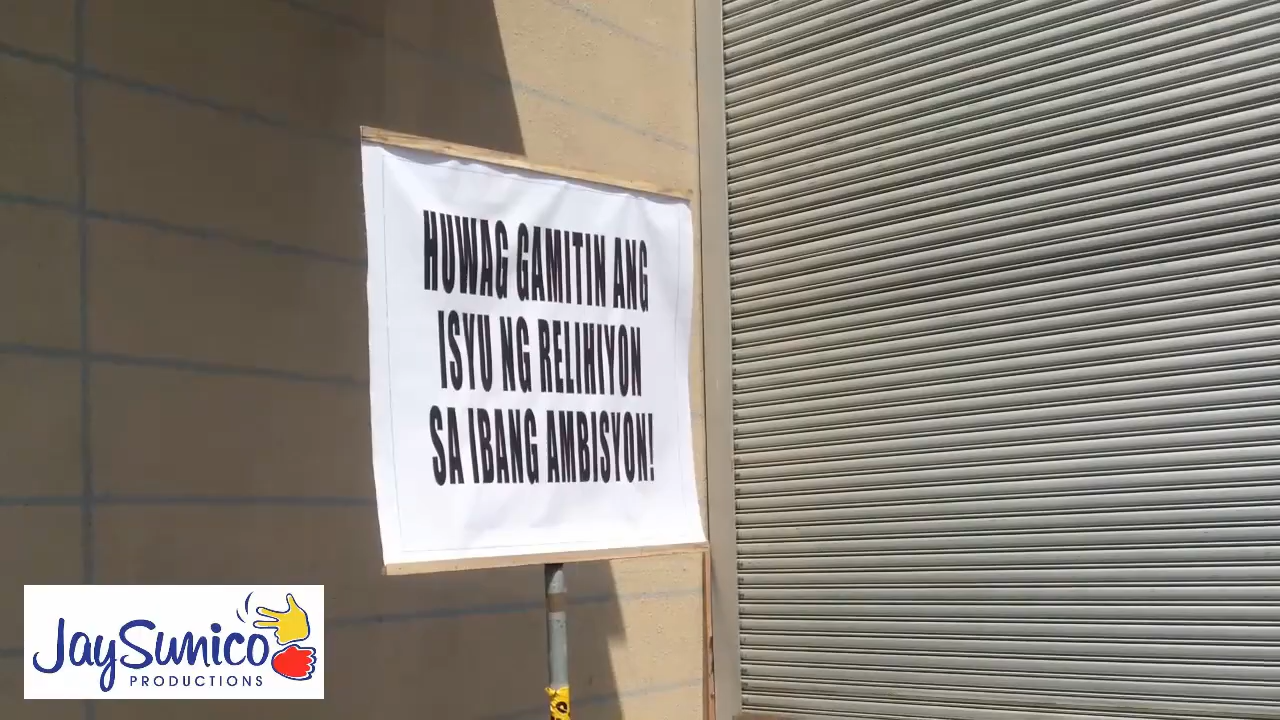 HUWAG GAMITIN ANG
ISYU NG RELIHIYON
SA IBANG AMBISYON!
JaySunico
PRODUCTIONS